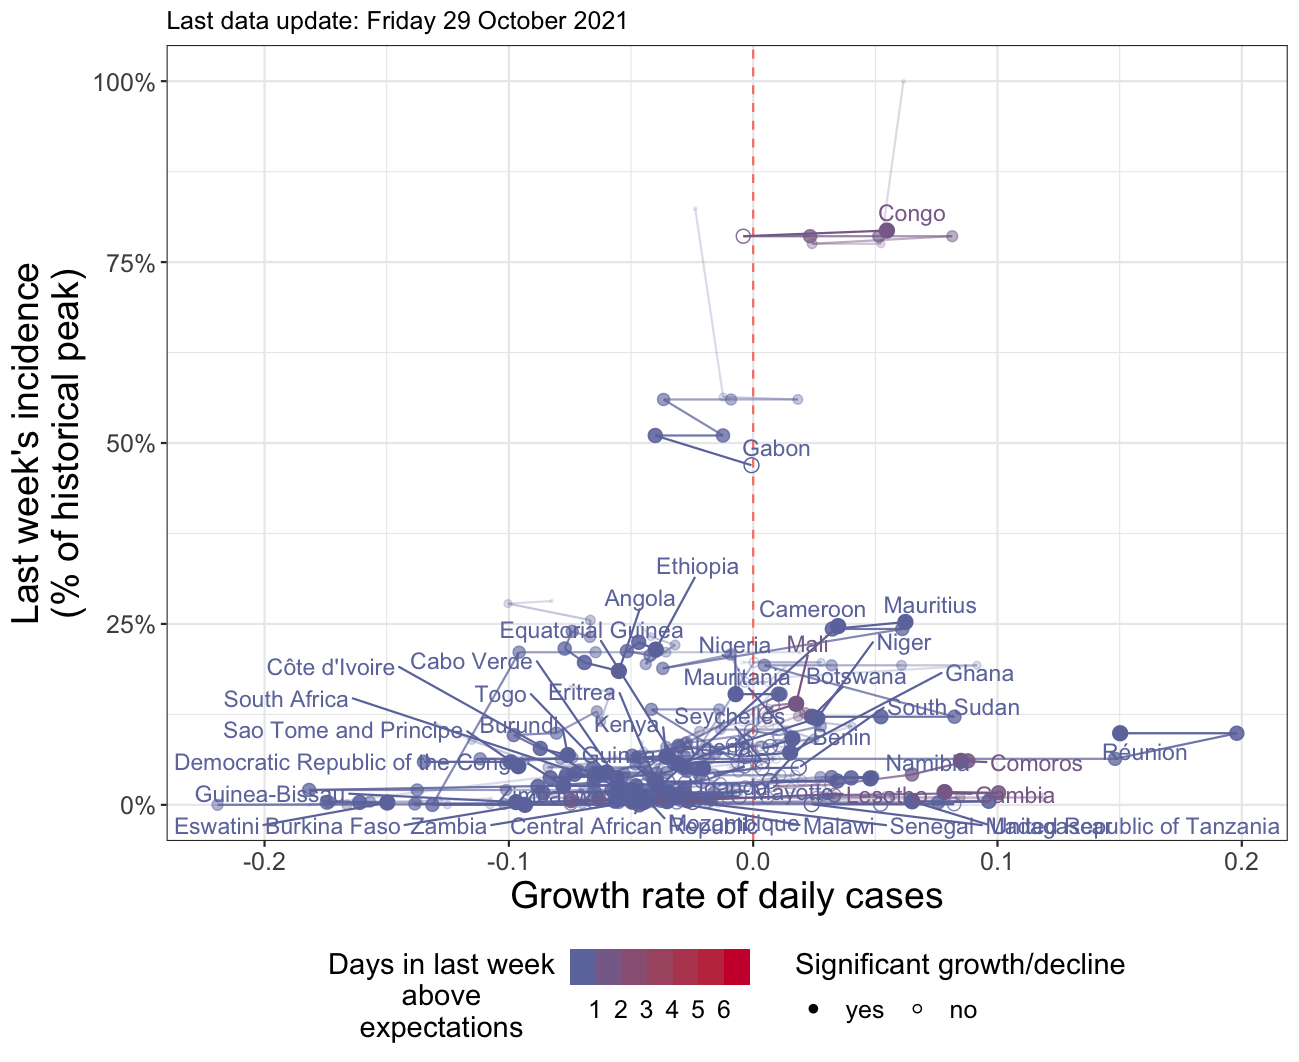 Last data update: Friday 29 October 2021
100%
75%
50%
25%
0%
Last week's incidence
(% of historical peak)
Congo
Gabon
Ethiopia
Angola
Cameroon
Mauritius
Equatorial Guinea
Nigeria
Mali
Niger
Côte d'Ivoire
Cabo Verde
Mauritania
Botswana
Ghana
South Africa
Togo
Eritrea
South Sudan
Sao Tome and Principe
Burundi
Kenya
Seychelles
Benin
Réunion
Democratic Republic of the Congo
Guinea
Algeria
Namibia
Comoros
Guinea-Bissau
Zimbabwe
Mayotte
Lesotho
Gambia
Eswatini
Burkina Faso
Zambia
Central African Republic
Mozambique
Malawi
Senegal
Madagascar
United Republic of Tanzania
-0.2
-0.1
0.0
0.1
0.2
Growth rate of daily cases
Days in last week
above
expectations
1 2 3 4 5 6
Significant growth/decline
yes
no